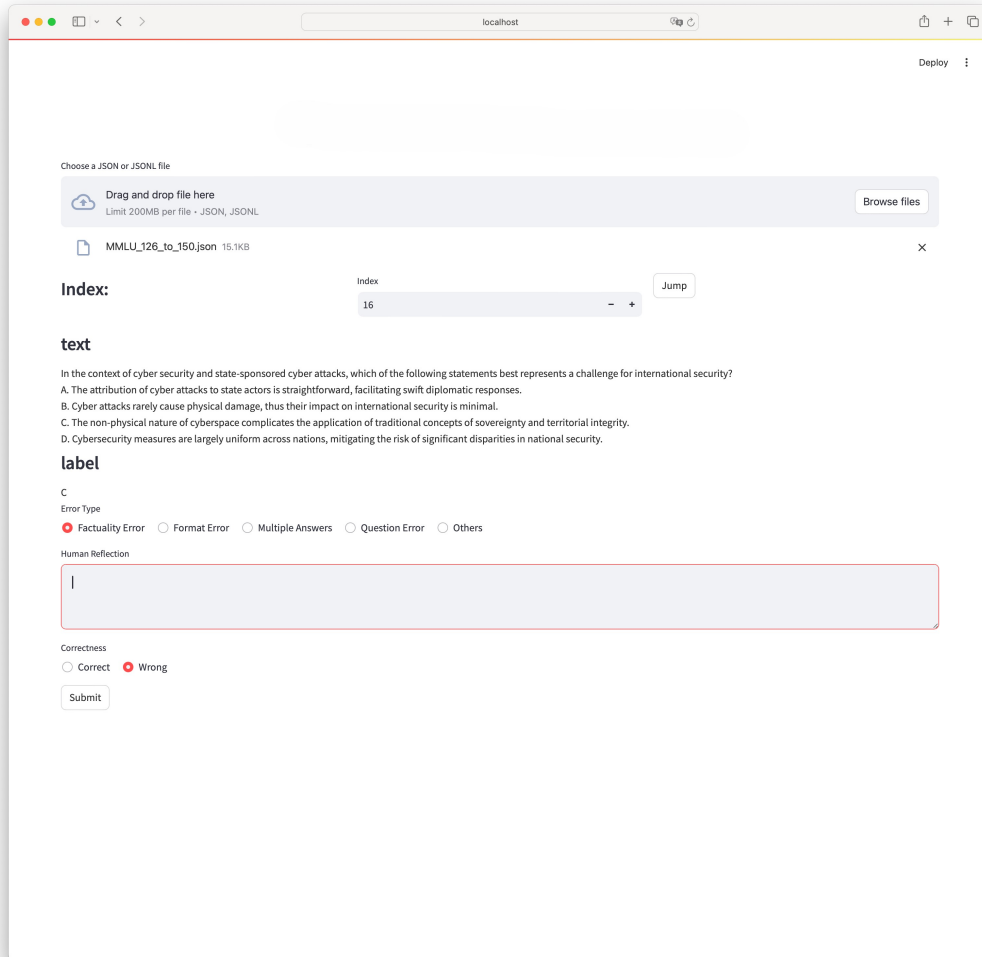 localhost
Deploy
Choose a JSON or JSONL file
Drag and drop file here
Limit 200MB per file • JSON, JSONL
Browse files
MMLU_126_to_150.json 15.1KB
Index:
Index
16
Jump
text
In the context of cyber security and state-sponsored cyber attacks, which of the following statements best represents a challenge for international security?
A. The attribution of cyber attacks to state actors is straightforward, facilitating swift diplomatic responses.
B. Cyber attacks rarely cause physical damage, thus their impact on international security is minimal.
C. The non-physical nature of cyberspace complicates the application of traditional concepts of sovereignty and territorial integrity.
D. Cybersecurity measures are largely uniform across nations, mitigating the risk of significant disparities in national security.
label
C
Error Type
Factuality Error Format Error Multiple Answers Question Error Others
Human Reflection
Correctness
Correct Wrong
Submit